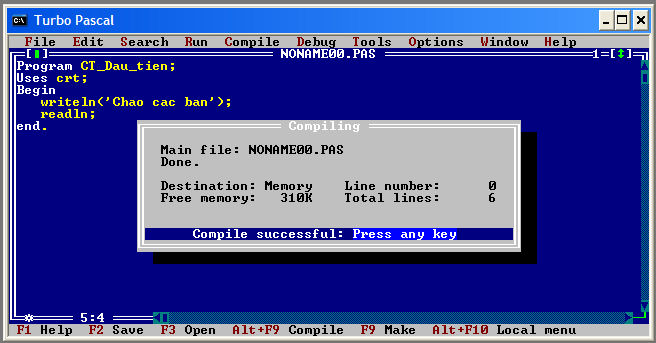 Turbo Pascal
File Edit Search Run Compile Debug Tools Options Window Help
NONAME00.PAS 1
Program CT_Dau_tien;
Uses crt;
Begin
writeln('Chao cac ban');
readln;
end.
Compiling
Main file: NONAME00.PAS
Done.
Destination: Memory Line number: 0
Free memory: 310K Total lines: 6
Compile successful: Press any key
5:4
F1 Help F2 Save F3 Open Alt+F9 Compile F9 Make Alt+F10 Local menu